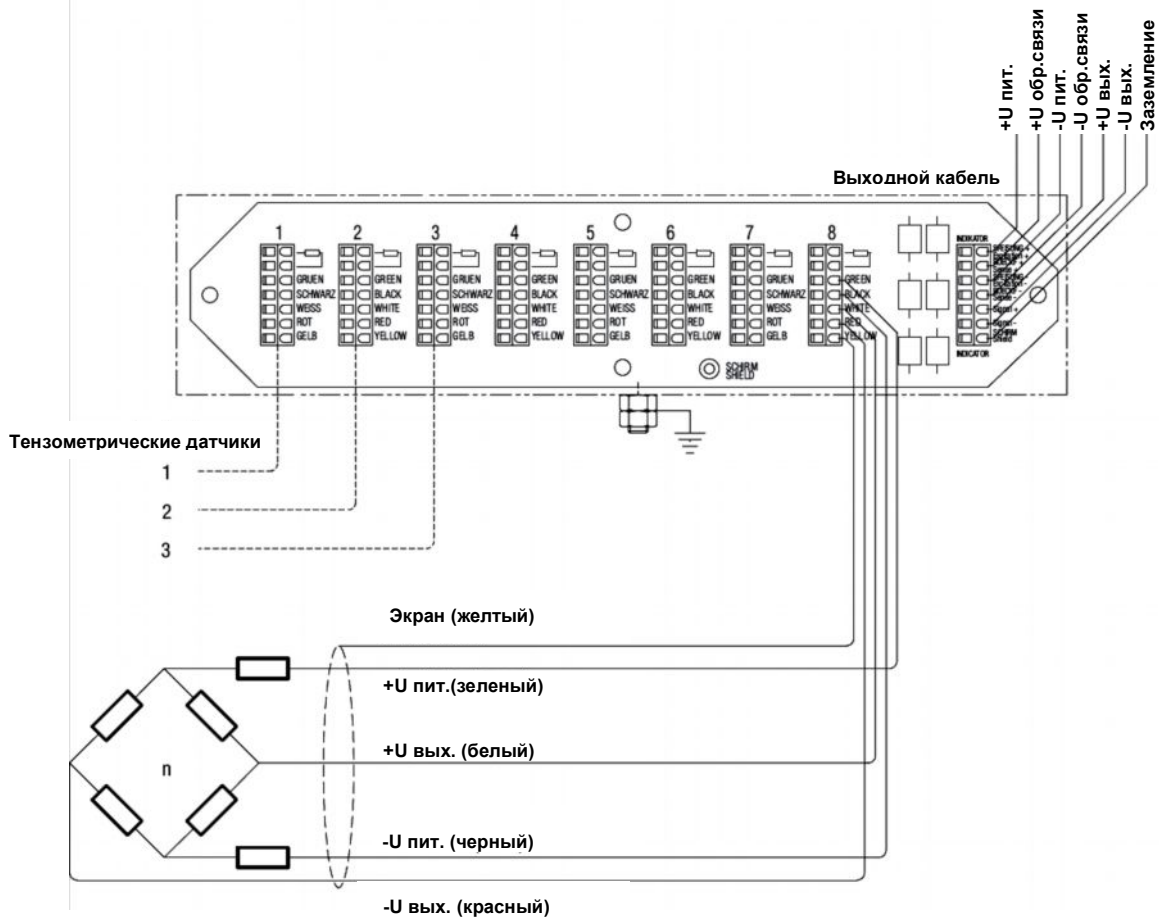 +U пит.
+U обр.связи
-U пит.
-U обр.связи
+U вых.
-U вых.
Заземление
Выходной кабель
1 2 3 4 5 6 7 8
INDIKATOR
GRUEN GREEN GRUEN GREEN GRUEN GREEN GRUEN GREEN
SCHWARZ BLACK SCHWARZ BLACK SCHWARZ BLACK SCHWARZ BLACK
WEISS WHITE WEISS WHITE WEISS WHITE WEISS WHITE
ROT RED ROT RED ROT RED ROT RED
GELB YELLOW GELB YELLOW GELB YELLOW GELB YELLOW
Signal +
Signal -
SCHIRM
Shield
INDICATOR
SCHIRM
SHIELD
Тензометрические датчики
1
2
3
Экран (желтый)
+U пит.(зеленый)
+U вых. (белый)
n
-U пит. (черный)
-U вых. (красный)